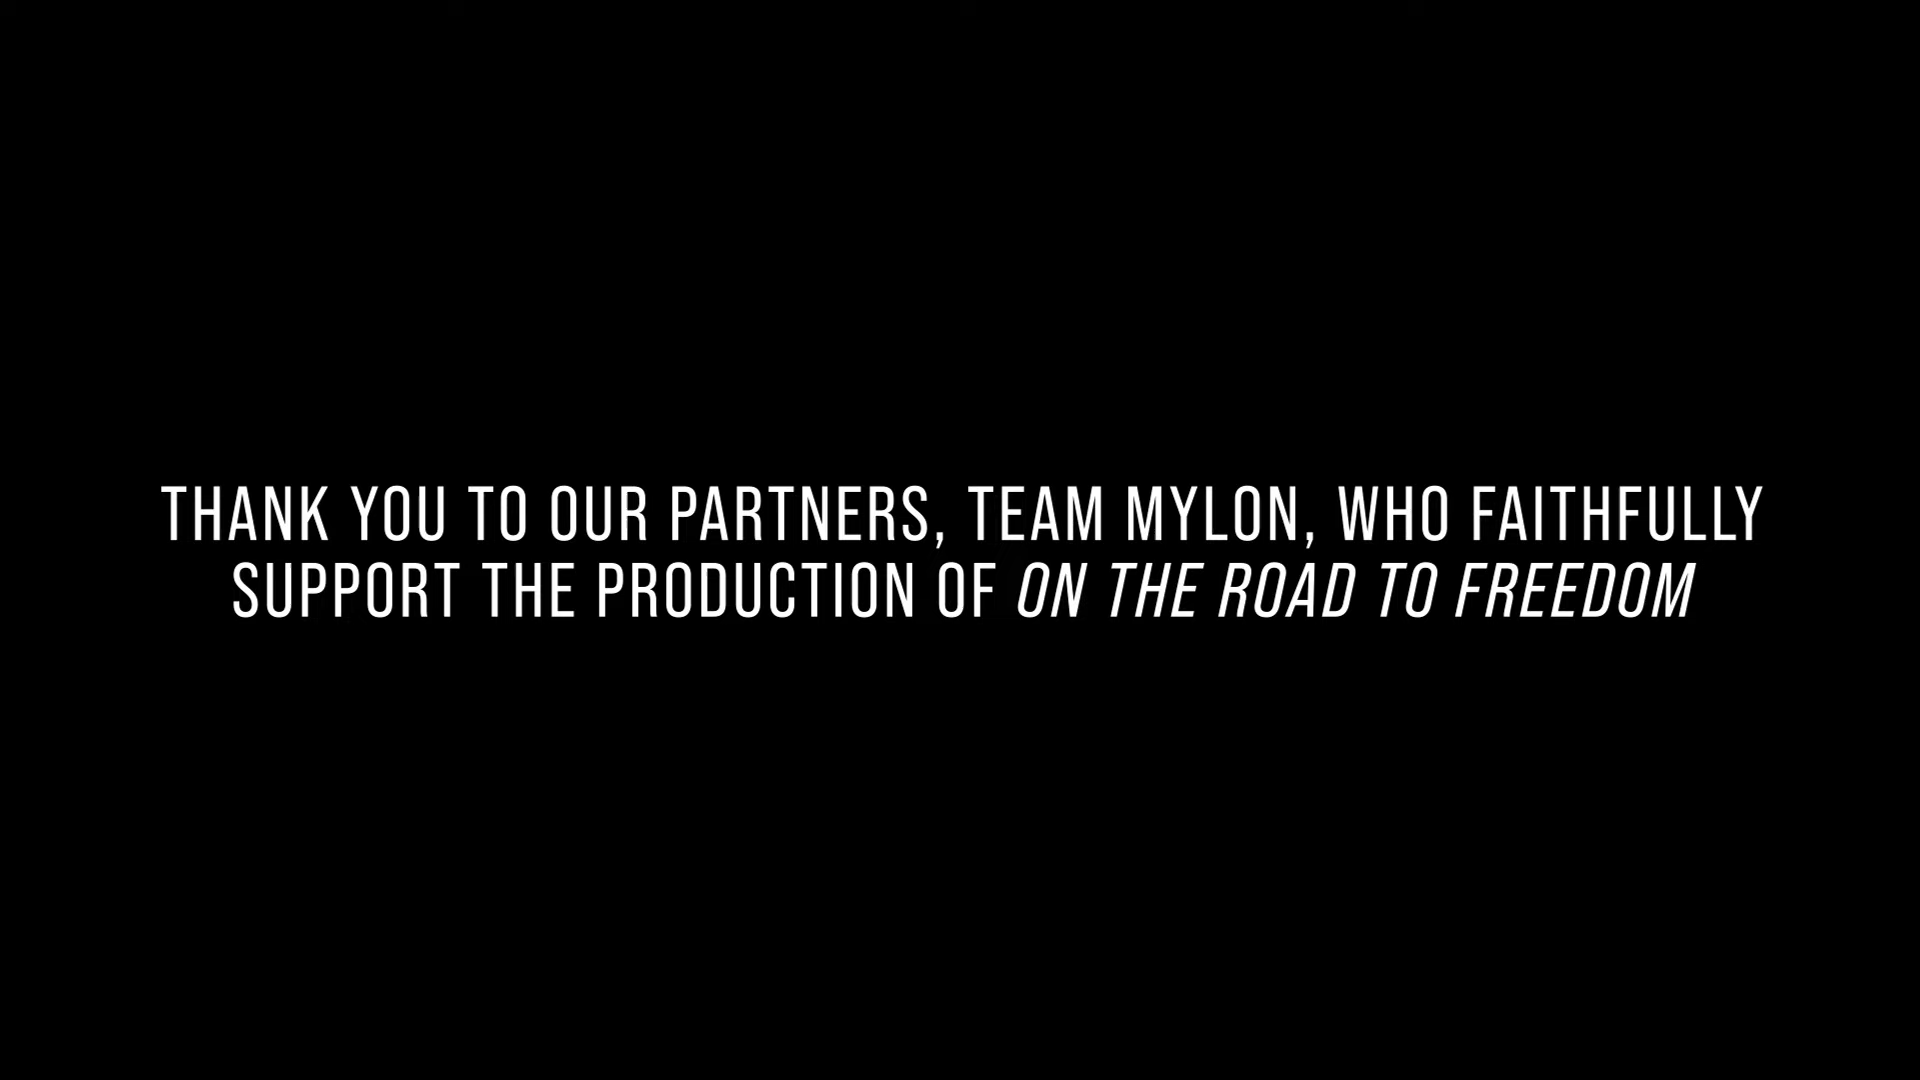 THANK YOU TO OUR PARTNERS, TEAM MYLON, WHO FAITHFULLY
SUPPORT THE PRODUCTION OF ON THE ROAD TO FREEDOM